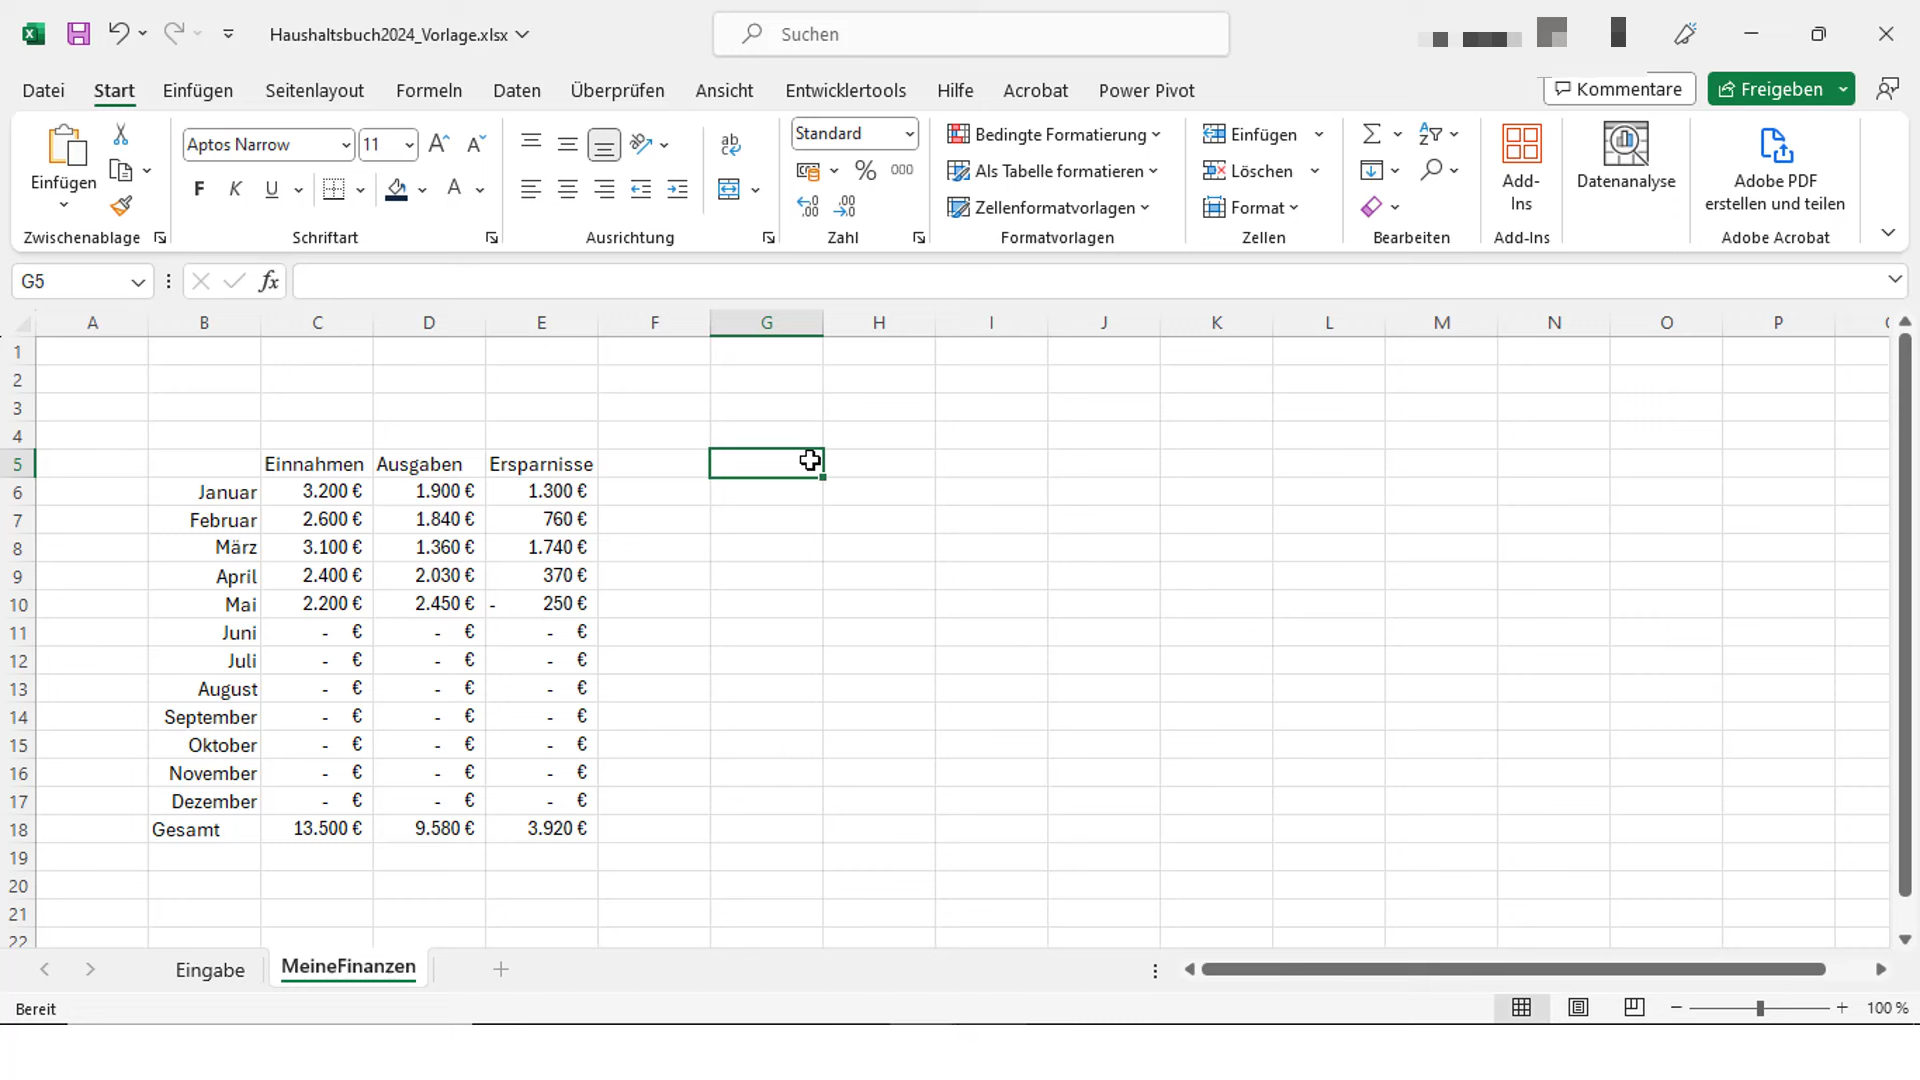 Haushaltsbuch2024_Vorlage.xlsx
Suchen
Datei Start Einfügen Seitenlayout Formeln Daten Überprüfen Ansicht Entwicklertools Hilfe Acrobat Power Pivot Kommentare Freigeben
Einfügen
Zwischenablage
Aptos Narrow 11
F K U A
Schriftart
ab c
Ausrichtung
Standard
% 000
,00 ,00
Zahl
Bedingte Formatierung
Als Tabelle formatieren
Zellenformatvorlagen
Formatvorlagen
Einfügen
Löschen
Format
Zellen
Bearbeiten
Add-
Ins
Add-Ins
Datenanalyse
Adobe PDF
erstellen und teilen
Adobe Acrobat
G5 fx
A B C D E F G H I J K L M N O P
1
2
3
4
5 Einnahmen Ausgaben Ersparnisse
6 Januar 3.200 € 1.900 € 1.300 €
7 Februar 2.600 € 1.840 € 760 €
8 März 3.100 € 1.360 € 1.740 €
9 April 2.400 € 2.030 € 370 €
10 Mai 2.200 € 2.450 € - 250 €
11 Juni - € - € - €
12 Juli - € - € - €
13 August - € - € - €
14 September - € - € - €
15 Oktober - € - € - €
16 November - € - € - €
17 Dezember - € - € - €
18 Gesamt 13.500 € 9.580 € 3.920 €
19
20
21
22
Eingabe MeineFinanzen
Bereit 100 %